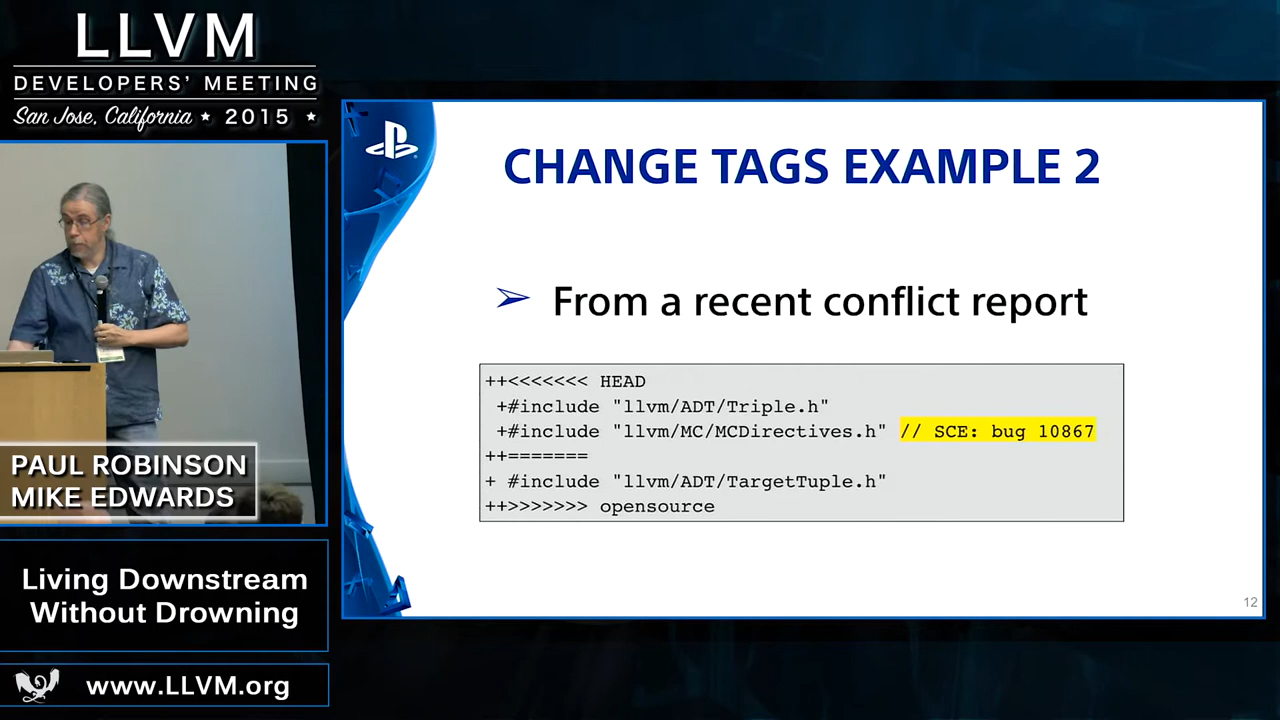 LLVM
DEVELOPERS' MEETING
San Jose, California ★ 2015 ★
PAUL ROBINSON
MIKE EDWARDS
Living Downstream
Without Drowning
www.LLVM.org
CHANGE TAGS EXAMPLE 2
➢ From a recent conflict report
++<<<<<<< HEAD
 +#include "llvm/ADT/Triple.h"
 +#include "llvm/MC/MCDirectives.h" // SCE: bug 10867
++=======
+ #include "llvm/ADT/TargetTuple.h"
++>>>>>>> opensource
12